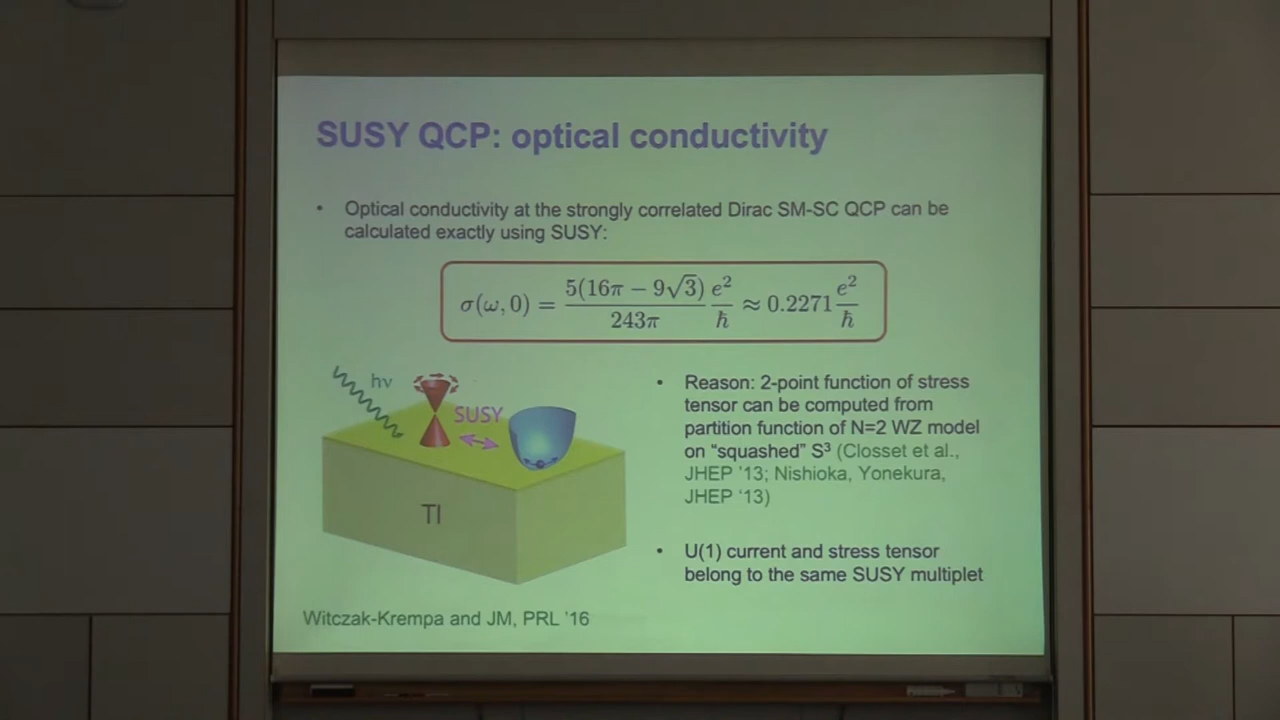 SUSY QCP: optical conductivity
• Optical conductivity at the strongly correlated Dirac SM-SC QCP can be
calculated exactly using SUSY:
σ(ω, 0) = 5(16π − 9√3)/243π e²/ħ ≈ 0.2271 e²/ħ
hν
SUSY
TI
• Reason: 2-point function of stress
tensor can be computed from
partition function of N=2 WZ model
on “squashed” S³ (Closset et al.,
JHEP ‘13; Nishioka, Yonekura,
JHEP ‘13)
• U(1) current and stress tensor
belong to the same SUSY multiplet
Witczak-Krempa and JM, PRL ’16